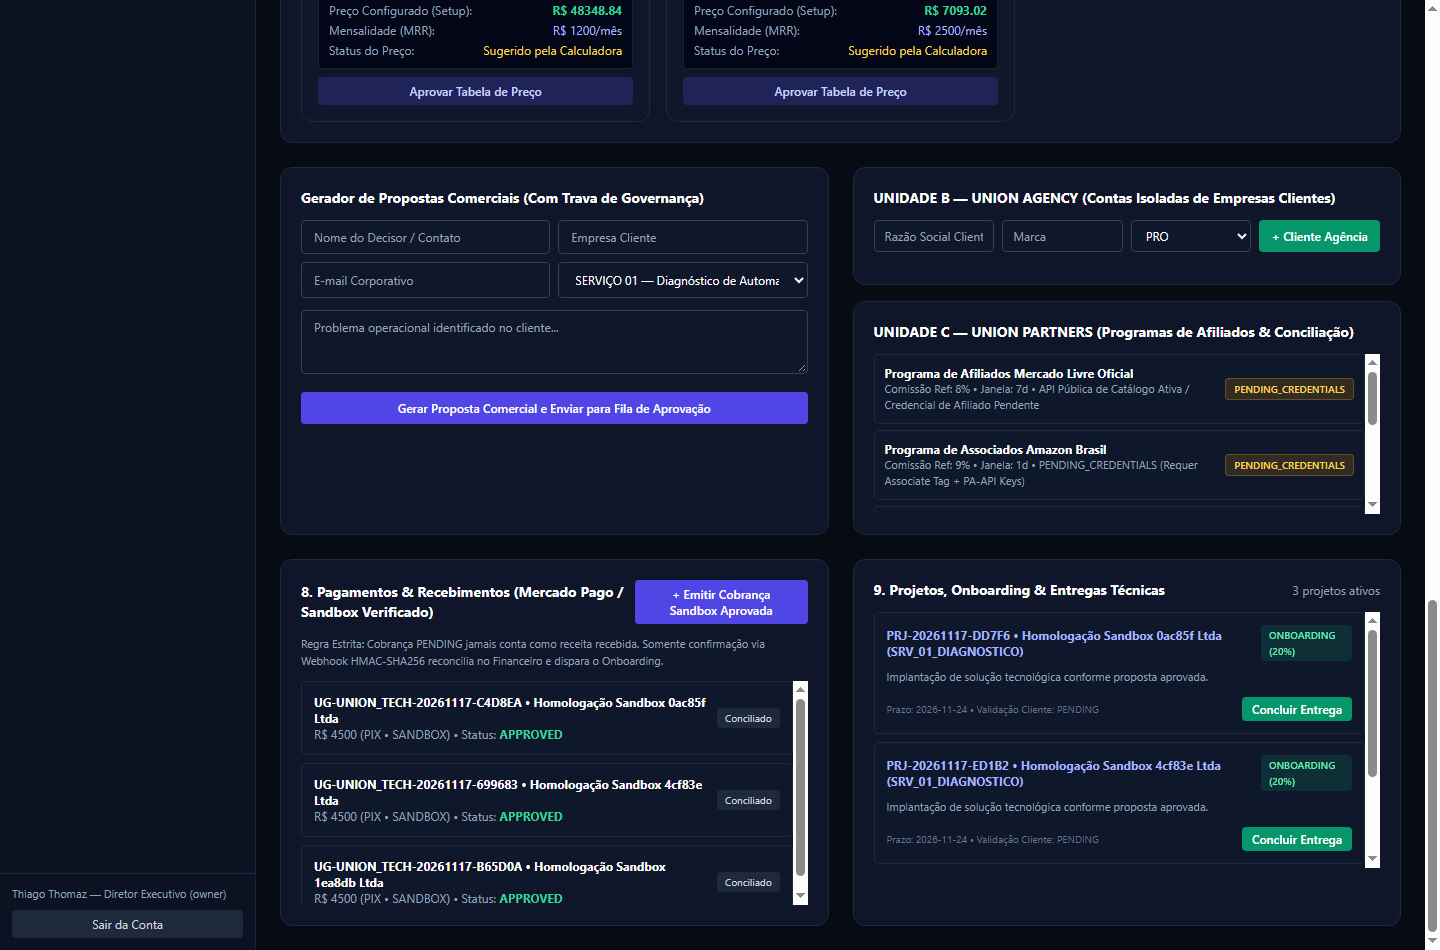 Preço Configurado (Setup): R$ 48348.84
Mensalidade (MRR): R$ 1200/mês
Status do Preço: Sugerido pela Calculadora
Aprovar Tabela de Preço
Preço Configurado (Setup): R$ 7093.02
Mensalidade (MRR): R$ 2500/mês
Status do Preço: Sugerido pela Calculadora
Aprovar Tabela de Preço
Gerador de Propostas Comerciais (Com Trava de Governança)
Nome do Decisor / Contato
Empresa Cliente
E-mail Corporativo
SERVIÇO 01 — Diagnóstico de Automa
Problema operacional identificado no cliente...
Gerar Proposta Comercial e Enviar para Fila de Aprovação
UNIDADE B — UNION AGENCY (Contas Isoladas de Empresas Clientes)
Razão Social Client
Marca
PRO
+ Cliente Agência
UNIDADE C — UNION PARTNERS (Programas de Afiliados & Conciliação)
Programa de Afiliados Mercado Livre Oficial
Comissão Ref: 8% • Janela: 7d • API Pública de Catálogo Ativa /
Credencial de Afiliado Pendente
PENDING_CREDENTIALS
Programa de Associados Amazon Brasil
Comissão Ref: 9% • Janela: 1d • PENDING_CREDENTIALS (Requer
Associate Tag + PA-API Keys)
PENDING_CREDENTIALS
8. Pagamentos & Recebimentos (Mercado Pago /
Sandbox Verificado)
+ Emitir Cobrança
Sandbox Aprovada
Regra Estrita: Cobrança PENDING jamais conta como receita recebida. Somente confirmação via
Webhook HMAC-SHA256 reconcilia no Financeiro e dispara o Onboarding.
UG-UNION_TECH-20261117-C4D8EA • Homologação Sandbox 0ac85f
Ltda
R$ 4500 (PIX • SANDBOX) • Status: APPROVED
Conciliado
UG-UNION_TECH-20261117-699683 • Homologação Sandbox 4cf83e
Ltda
R$ 4500 (PIX • SANDBOX) • Status: APPROVED
Conciliado
UG-UNION_TECH-20261117-B65D0A • Homologação Sandbox
1ea8db Ltda
R$ 4500 (PIX • SANDBOX) • Status: APPROVED
Conciliado
9. Projetos, Onboarding & Entregas Técnicas
3 projetos ativos
PRJ-20261117-DD7F6 • Homologação Sandbox 0ac85f Ltda
(SRV_01_DIAGNOSTICO)
ONBOARDING
(20%)
Implantação de solução tecnológica conforme proposta aprovada.
Prazo: 2026-11-24 • Validação Cliente: PENDING
Concluir Entrega
PRJ-20261117-ED1B2 • Homologação Sandbox 4cf83e Ltda
(SRV_01_DIAGNOSTICO)
ONBOARDING
(20%)
Implantação de solução tecnológica conforme proposta aprovada.
Prazo: 2026-11-24 • Validação Cliente: PENDING
Concluir Entrega
Thiago Thomaz — Diretor Executivo (owner)
Sair da Conta